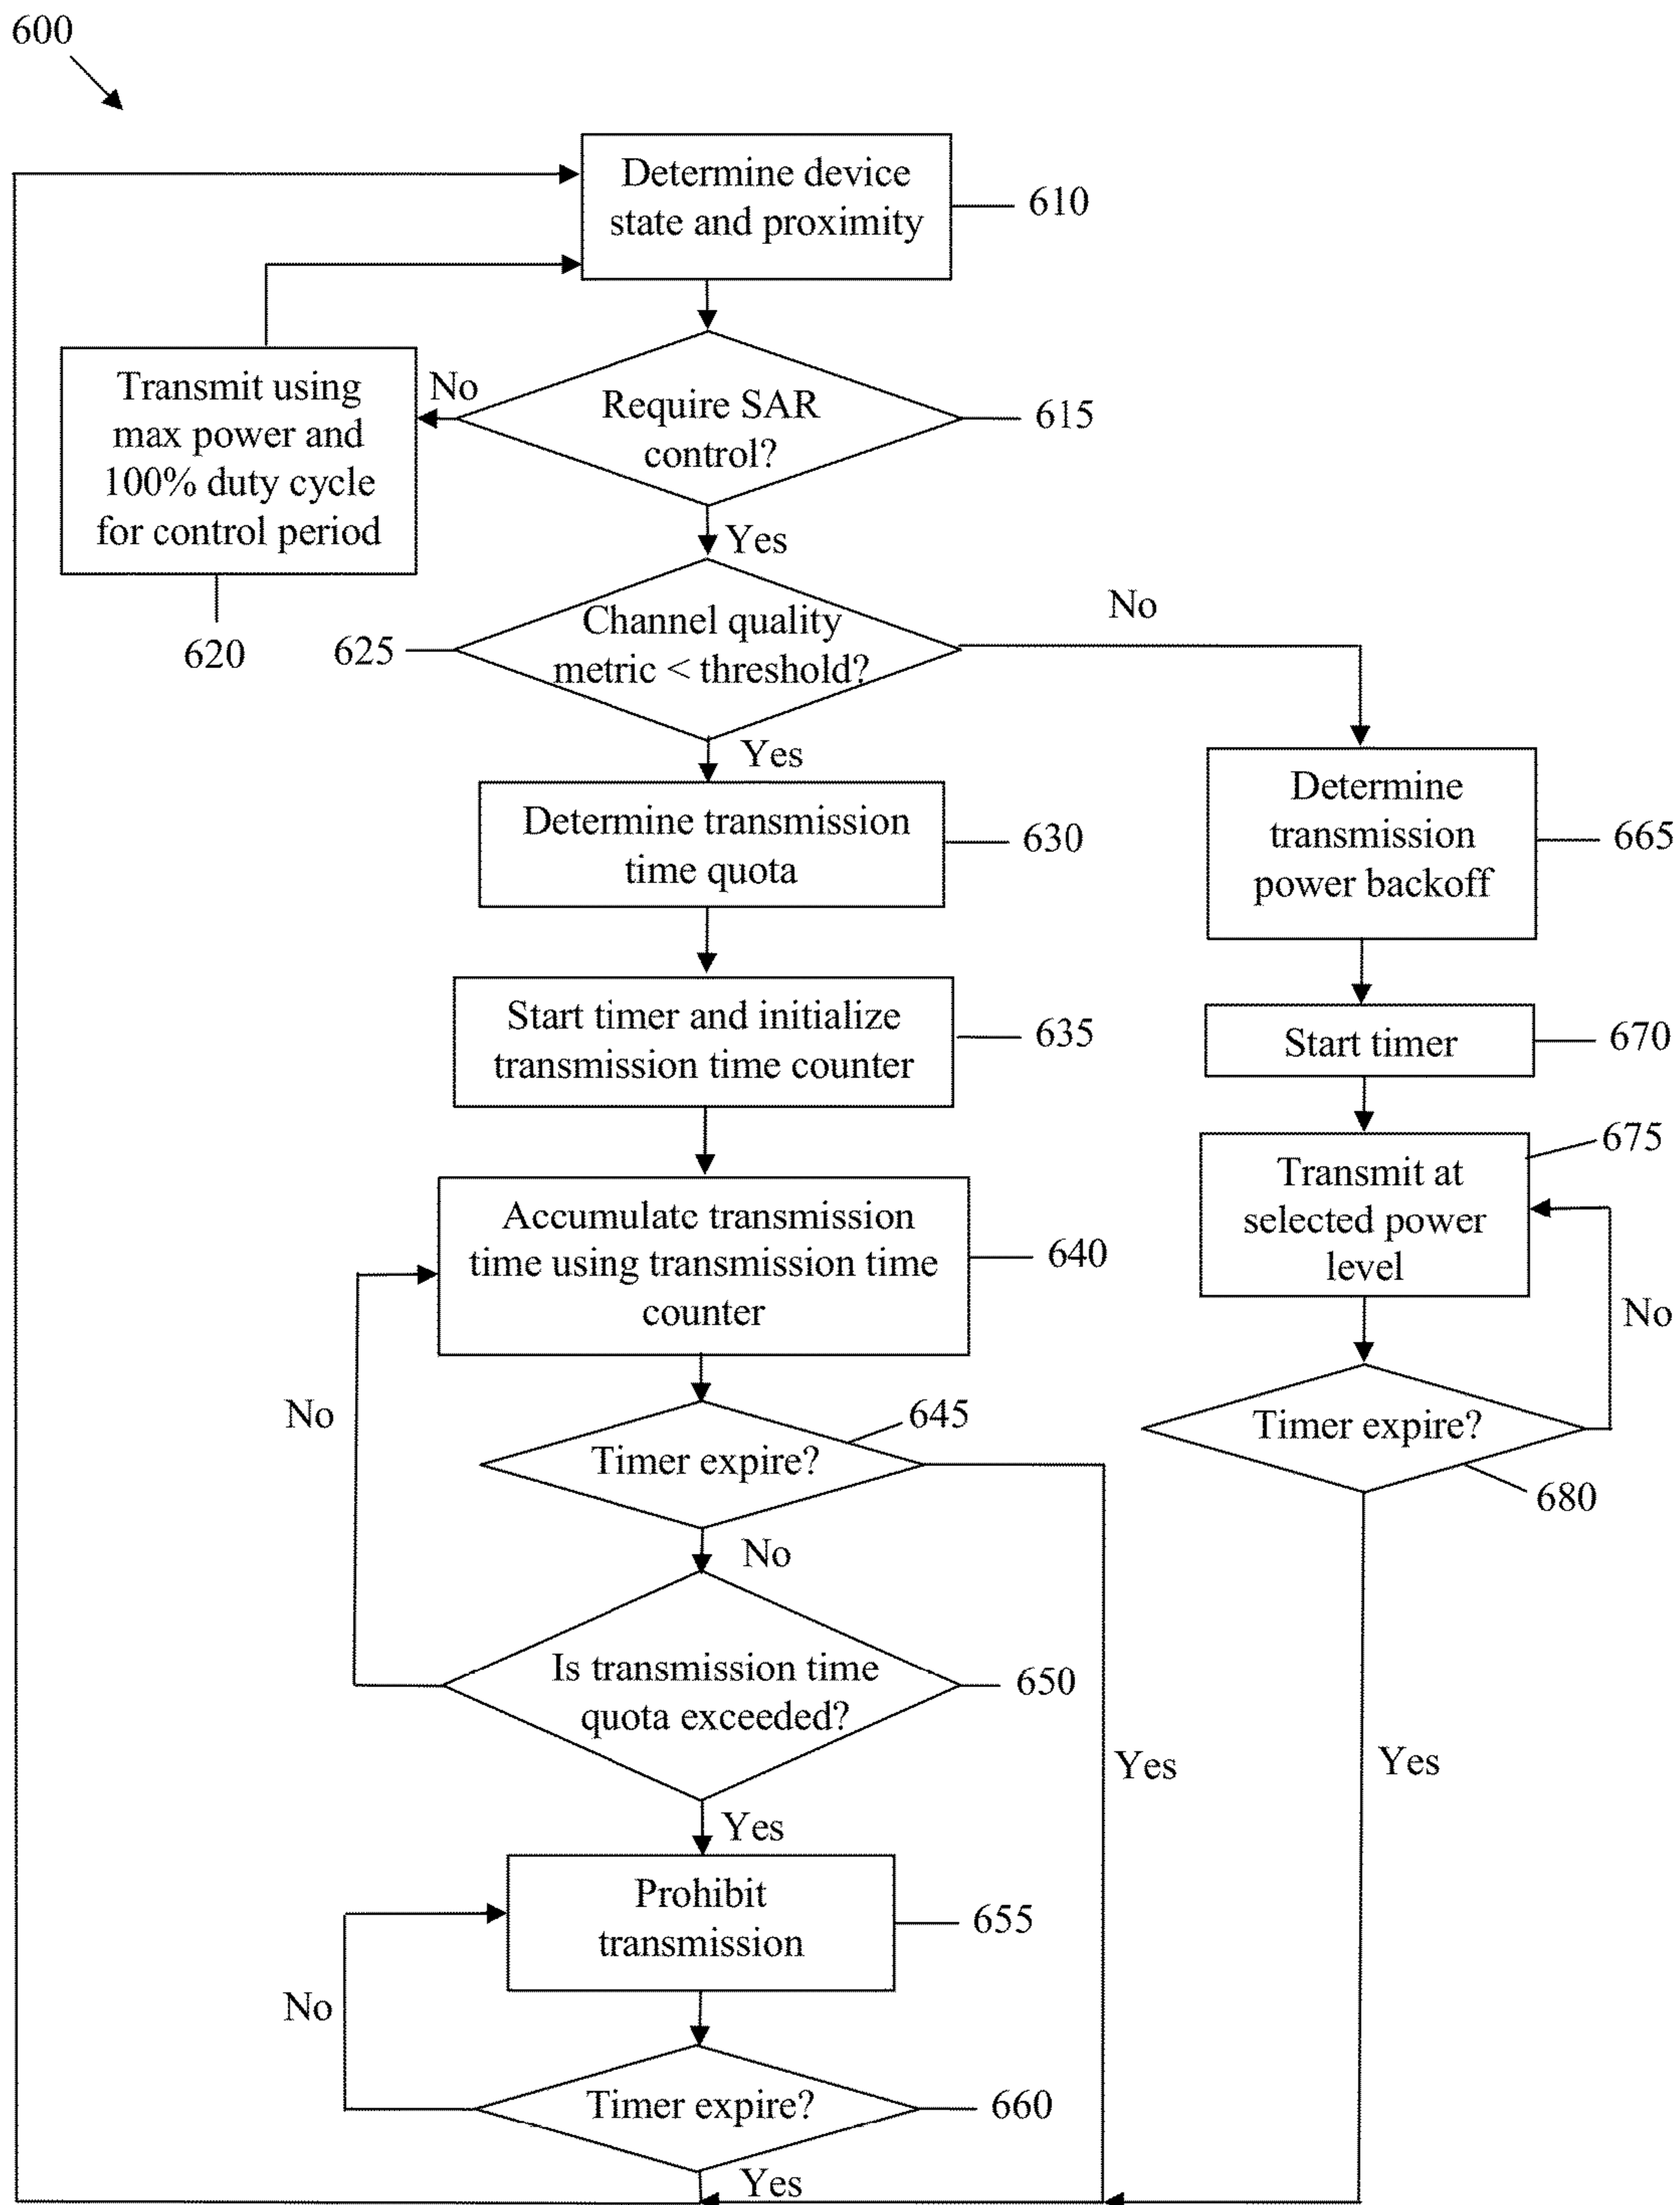 600
Determine device
state and proximity
610
Transmit using
max power and
100% duty cycle
for control period
No
Require SAR
control?
615
620
Yes
625
Channel quality
metric < threshold?
No
Yes
Determine transmission
time quota
630
Determine
transmission
power backoff
665
Start timer and initialize
transmission time counter
635
Start timer
670
Accumulate transmission
time using transmission time
counter
640
675
Transmit at
selected power
level
No
No
645
Timer expire?
Timer expire?
680
No
Is transmission time
quota exceeded?
650
Yes
Yes
Yes
Prohibit
transmission
655
No
Timer expire?
660
Yes